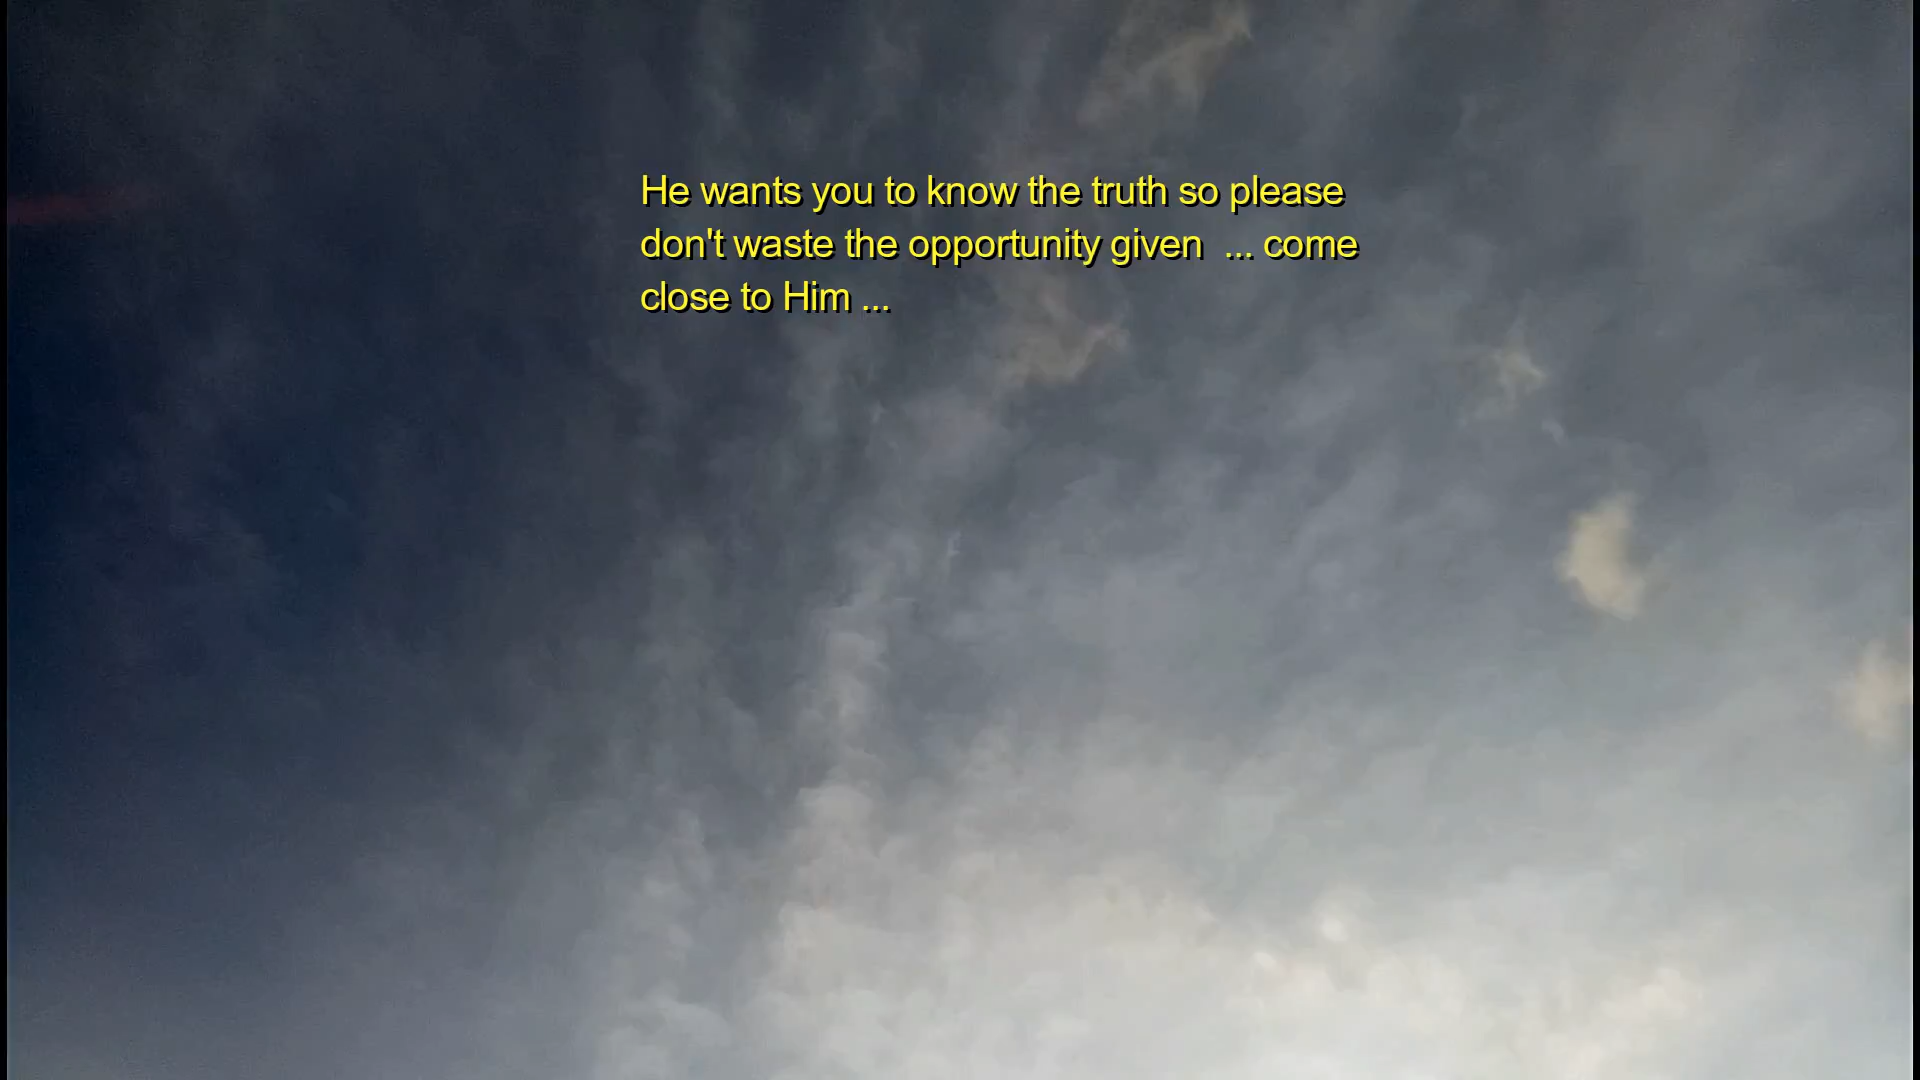 He wants you to know the truth so please
don't waste the opportunity given  ... come
close to Him ...